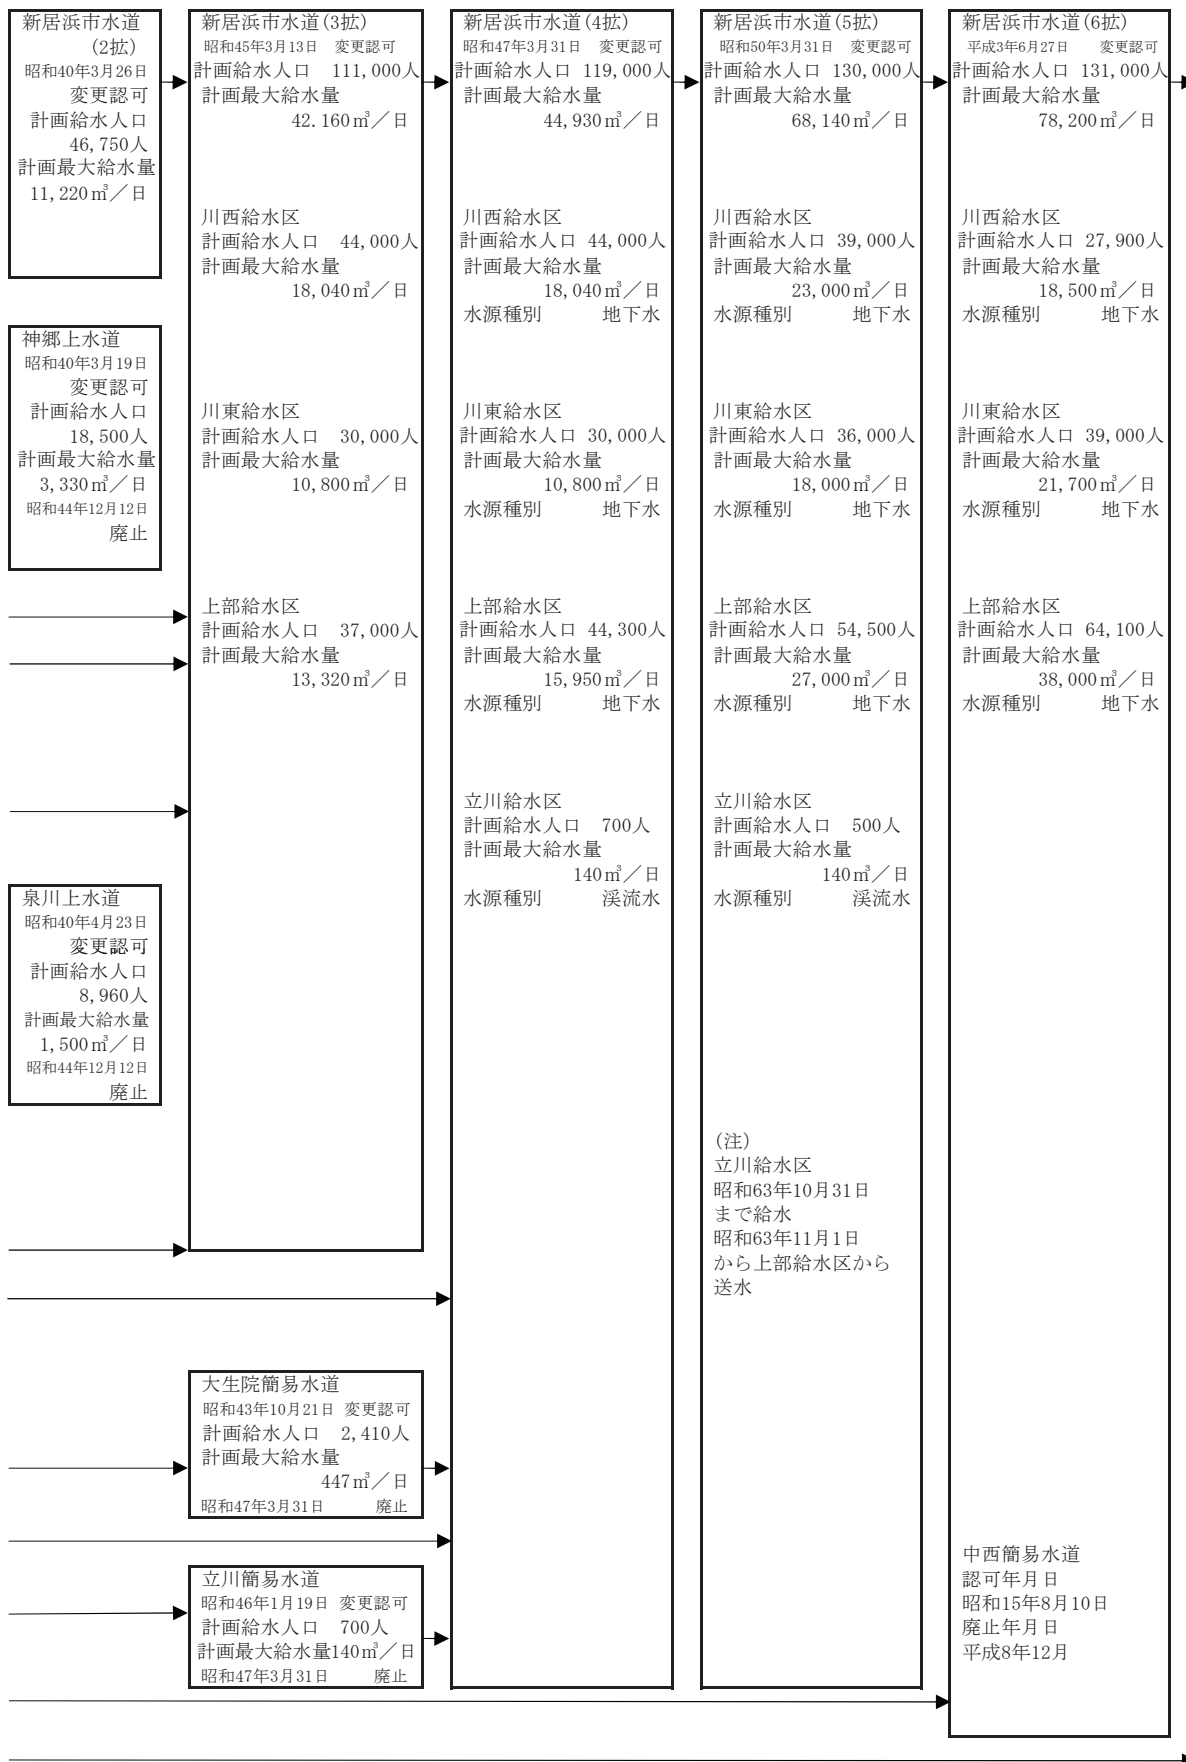 新居浜市水道
(2拡)
昭和40年3月26日
変更認可
計画給水人口
46,750人
計画最大給水量
11,220㎥／日
神郷上水道
昭和40年3月19日
変更認可
計画給水人口
18,500人
計画最大給水量
3,330㎥／日
昭和44年12月12日
廃止
泉川上水道
昭和40年4月23日
変更認可
計画給水人口
8,960人
計画最大給水量
1,500㎥／日
昭和44年12月12日
廃止
新居浜市水道(3拡)
昭和45年3月13日 変更認可
計画給水人口 111,000人
計画最大給水量
42.160㎥／日
川西給水区
計画給水人口 44,000人
計画最大給水量
18,040㎥／日
川東給水区
計画給水人口 30,000人
計画最大給水量
10,800㎥／日
上部給水区
計画給水人口 37,000人
計画最大給水量
13,320㎥／日
大生院簡易水道
昭和43年10月21日 変更認可
計画給水人口 2,410人
計画最大給水量
447㎥／日
昭和47年3月31日 廃止
立川簡易水道
昭和46年1月19日 変更認可
計画給水人口 700人
計画最大給水量140㎥／日
昭和47年3月31日 廃止
新居浜市水道(4拡)
昭和47年3月31日 変更認可
計画給水人口 119,000人
計画最大給水量
44,930㎥／日
川西給水区
計画給水人口 44,000人
計画最大給水量
18,040㎥／日
水源種別 地下水
川東給水区
計画給水人口 30,000人
計画最大給水量
10,800㎥／日
水源種別 地下水
上部給水区
計画給水人口 44,300人
計画最大給水量
15,950㎥／日
水源種別 地下水
立川給水区
計画給水人口 700人
計画最大給水量
140㎥／日
水源種別 渓流水
新居浜市水道(5拡)
昭和50年3月31日 変更認可
計画給水人口 130,000人
計画最大給水量
68,140㎥／日
川西給水区
計画給水人口 39,000人
計画最大給水量
23,000㎥／日
水源種別 地下水
川東給水区
計画給水人口 36,000人
計画最大給水量
18,000㎥／日
水源種別 地下水
上部給水区
計画給水人口 54,500人
計画最大給水量
27,000㎥／日
水源種別 地下水
立川給水区
計画給水人口 500人
計画最大給水量
140㎥／日
水源種別 渓流水
(注)
立川給水区
昭和63年10月31日
まで給水
昭和63年11月1日
から上部給水区から
送水
新居浜市水道(6拡)
平成3年6月27日 変更認可
計画給水人口 131,000人
計画最大給水量
78,200㎥／日
川西給水区
計画給水人口 27,900人
計画最大給水量
18,500㎥／日
水源種別 地下水
川東給水区
計画給水人口 39,000人
計画最大給水量
21,700㎥／日
水源種別 地下水
上部給水区
計画給水人口 64,100人
計画最大給水量
38,000㎥／日
水源種別 地下水
中西簡易水道
認可年月日
昭和15年8月10日
廃止年月日
平成8年12月